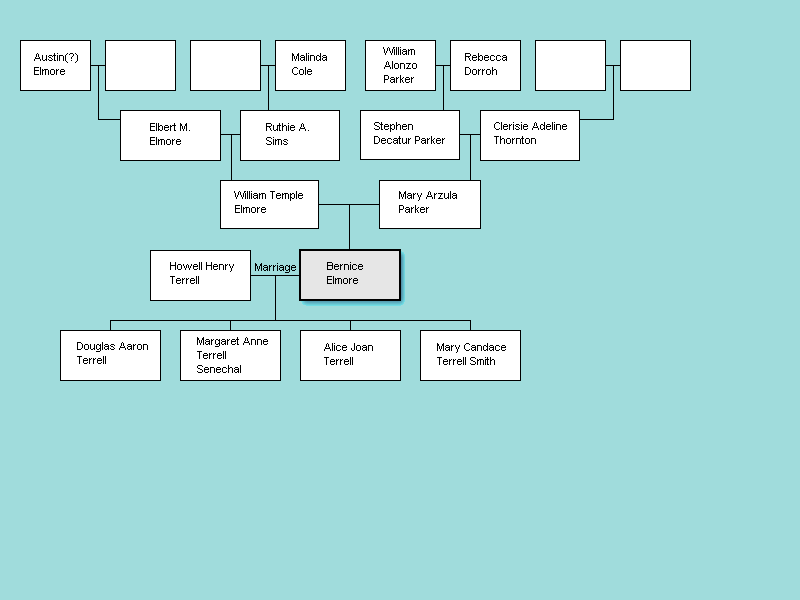 Austin(?)
Elmore
Malinda
Cole
William
Alonzo
Parker
Rebecca
Dorroh
Elbert M.
Elmore
Ruthie A.
Sims
Stephen
Decatur Parker
Clerisie Adeline
Thornton
William Temple
Elmore
Mary Arzula
Parker
Howell Henry
Terrell
Marriage
Bernice
Elmore
Douglas Aaron
Terrell
Margaret Anne
Terrell
Senechal
Alice Joan
Terrell
Mary Candace
Terrell Smith